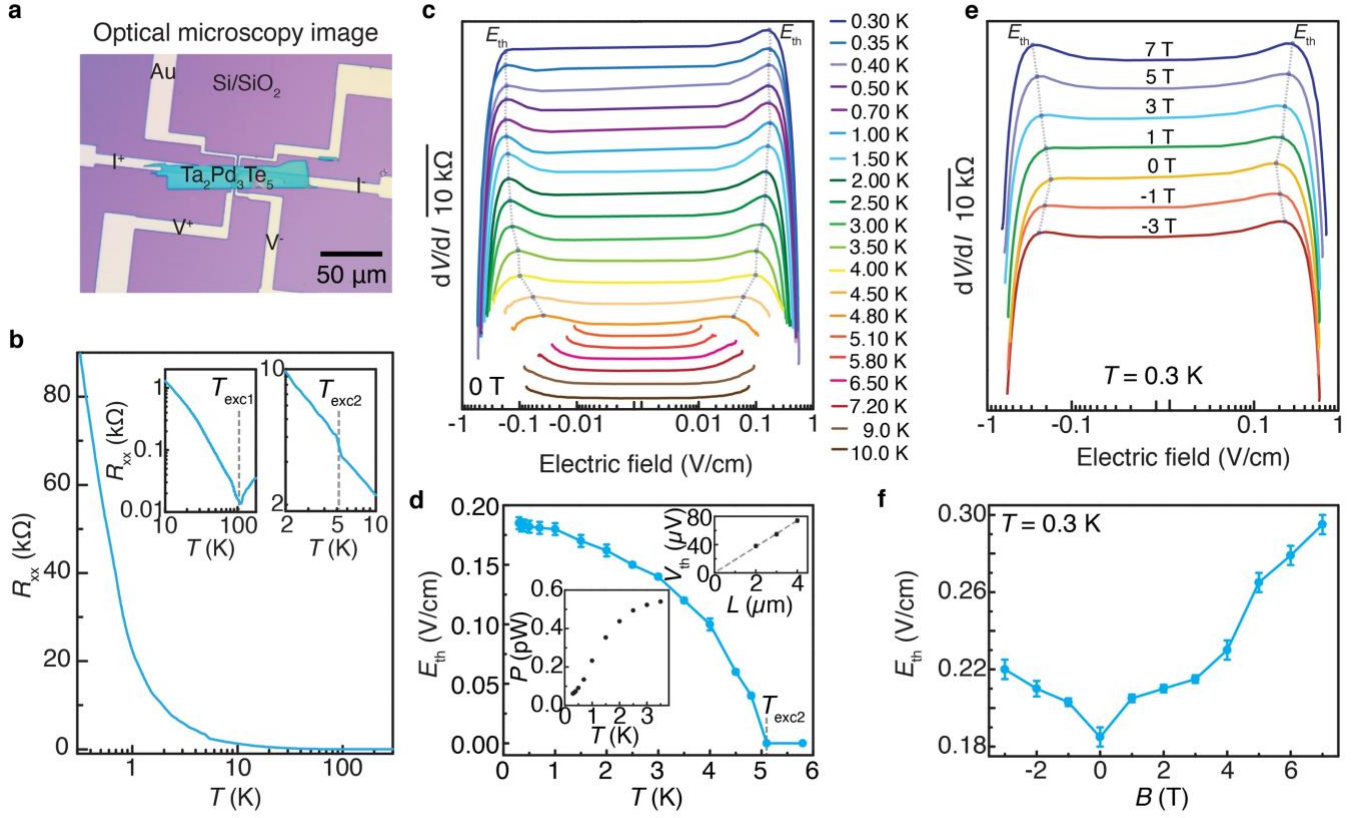 a
Optical microscopy image
Au
Si/SiO₂
I⁺
Ta₂Pd₃Te₅
I⁻
V⁺
V⁻
50 µm
b
Rxx (kΩ)
80
60
40
20
0
1
10
100
T (K)
Rxx (kΩ)
1
0.1
0.01
10
100
T (K)
Texc1
10
2
2
5
10
T (K)
Texc2
c
dV/dI 10 kΩ
Eth
Eth
0 T
-1
-0.1
-0.01
0.01
0.1
1
Electric field (V/cm)
0.30 K
0.35 K
0.40 K
0.50 K
0.70 K
1.00 K
1.50 K
2.00 K
2.50 K
3.00 K
3.50 K
4.00 K
4.50 K
4.80 K
5.10 K
5.80 K
6.50 K
7.20 K
9.0 K
10.0 K
d
Eth (V/cm)
0.20
0.15
0.10
0.05
0.00
0
1
2
3
4
5
6
T (K)
Texc2
P (pW)
0.6
0.4
0.2
0.0
0
1
2
3
T (K)
Vth (µV)
80
40
0
0
2
4
L (µm)
e
dV/dI 10 kΩ
Eth
Eth
7 T
5 T
3 T
1 T
0 T
-1 T
-3 T
T = 0.3 K
-1
-0.1
0.1
1
Electric field (V/cm)
f
T = 0.3 K
Eth (V/cm)
0.30
0.26
0.22
0.18
-2
0
2
4
6
B (T)